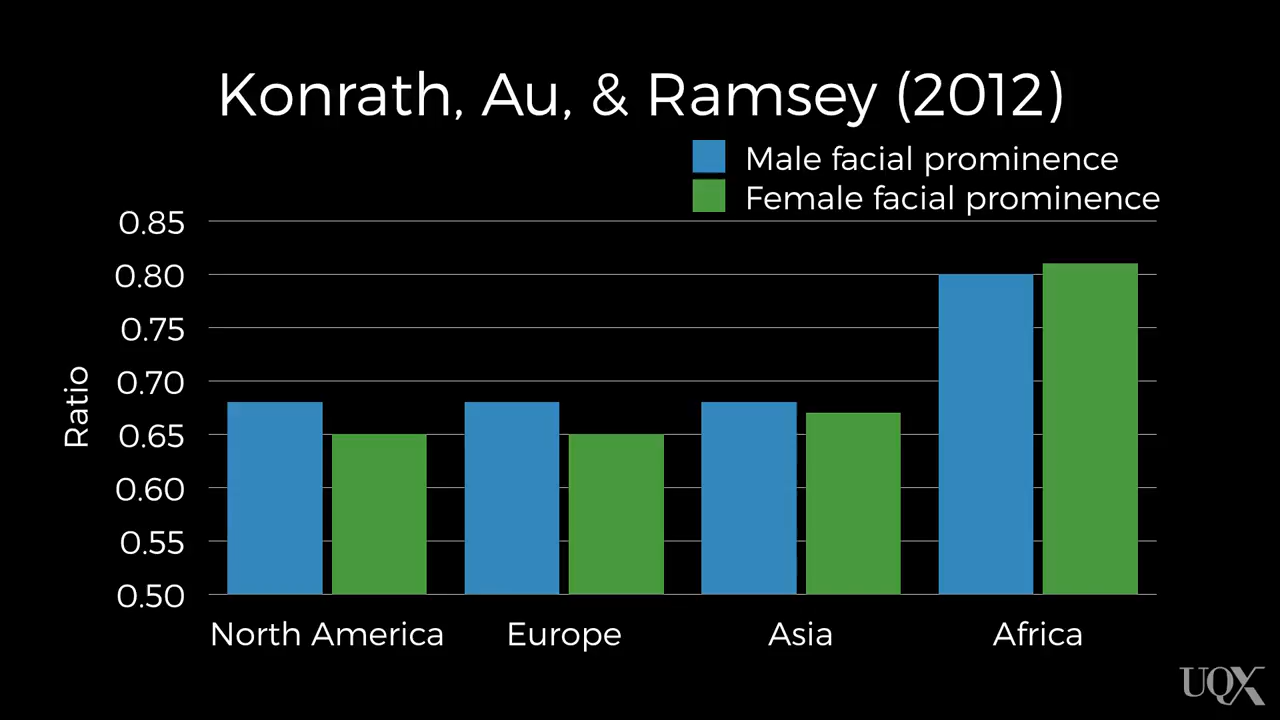 Konrath, Au, & Ramsey (2012)
Male facial prominence
Female facial prominence
0.85
0.80
0.75
0.70
0.65
0.60
0.55
0.50
Ratio
North America
Europe
Asia
Africa
UQX